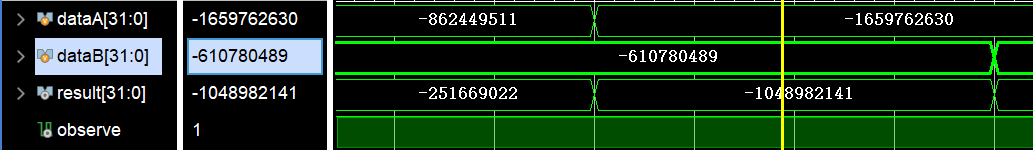 dataA[31:0] -1659762630 -862449511 -1659762630
dataB[31:0] -610780489 -610780489
result[31:0] -1048982141 -251669022 -1048982141
observe 1